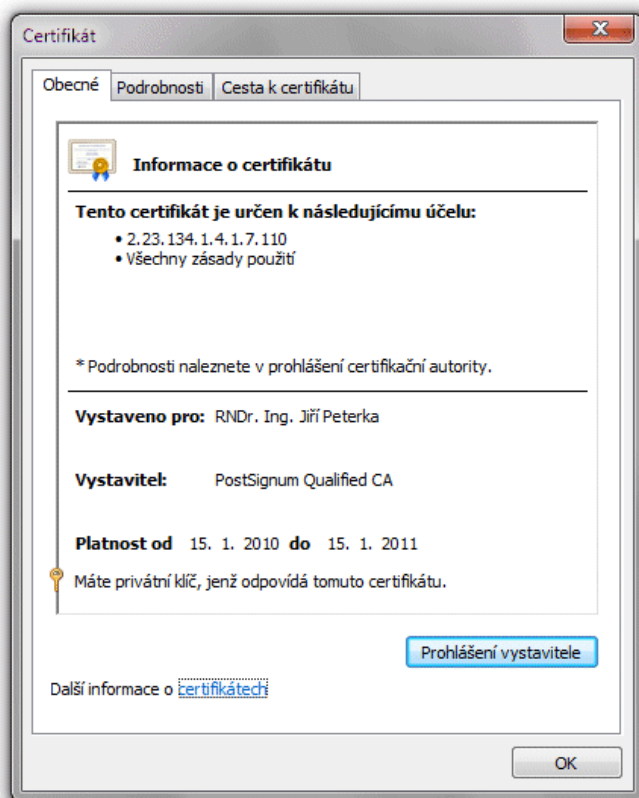 Certifikát
Obecné Podrobnosti Cesta k certifikátu
Informace o certifikátu
Tento certifikát je určen k následujícímu účelu:
• 2.23.134.1.4.1.7.110
• Všechny zásady použití
* Podrobnosti naleznete v prohlášení certifikační autority.
Vystaveno pro: RNDr. Ing. Jiří Peterka
Vystavitel: PostSignum Qualified CA
Platnost od 15. 1. 2010 do 15. 1. 2011
Máte privátní klíč, jenž odpovídá tomuto certifikátu.
Prohlášení vystavitele
Další informace o certifikátech
OK